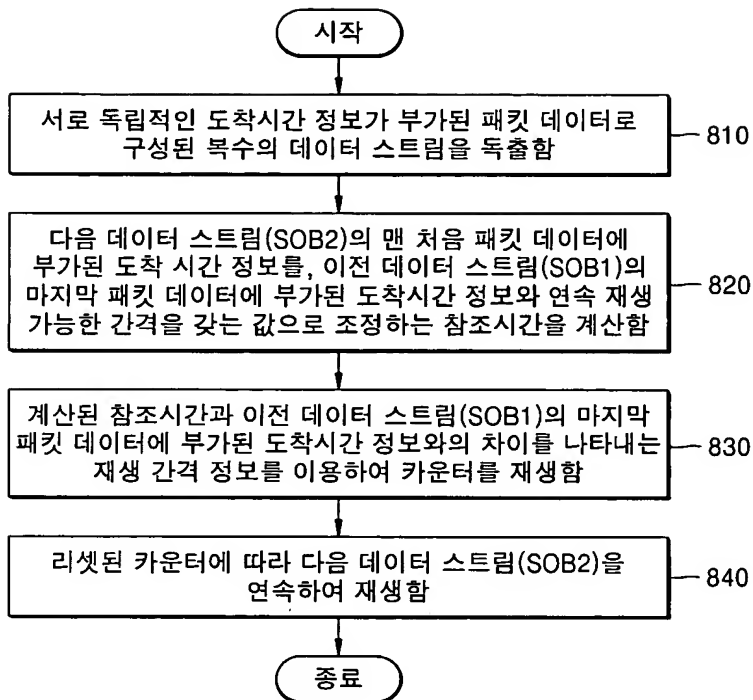 시작
서로 독립적인 도착시간 정보가 부가된 패킷 데이터로
구성된 복수의 데이터 스트림을 독출함
810
다음 데이터 스트림(SOB2)의 맨 처음 패킷 데이터에
부가된 도착 시간 정보를, 이전 데이터 스트림(SOB1)의
마지막 패킷 데이터에 부가된 도착시간 정보와 연속 재생
가능한 간격을 갖는 값으로 조정하는 참조시간을 계산함
820
계산된 참조시간과 이전 데이터 스트림(SOB1)의 마지막
패킷 데이터에 부가된 도착시간 정보와의 차이를 나타내는
재생 간격 정보를 이용하여 카운터를 재생함
830
리셋된 카운터에 따라 다음 데이터 스트림(SOB2)을
연속하여 재생함
840
종료